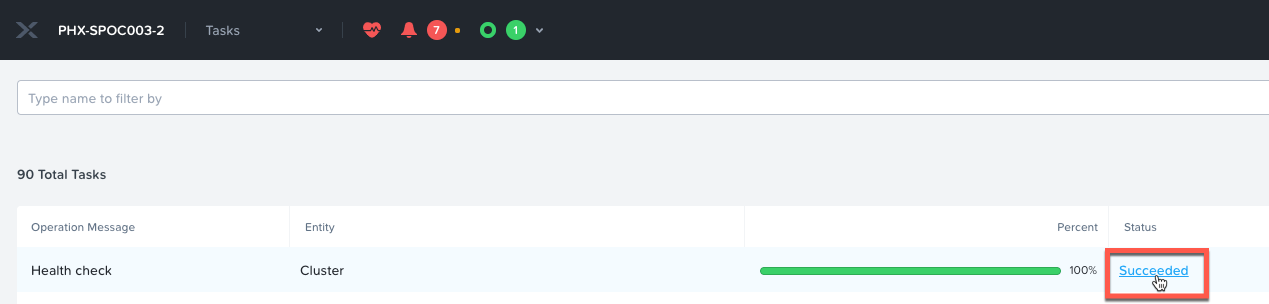 PHX-SPOC003-2 Tasks 7 1
Type name to filter by
90 Total Tasks
Operation Message Entity Percent Status
Health check Cluster 100% Succeeded